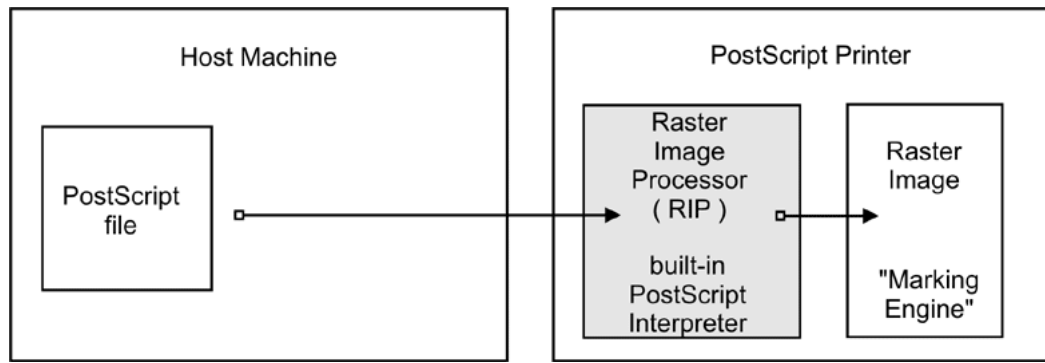 Host Machine
PostScript
file
PostScript Printer
Raster
Image
Processor
( RIP )
built-in
PostScript
Interpreter
Raster
Image
"Marking
Engine"